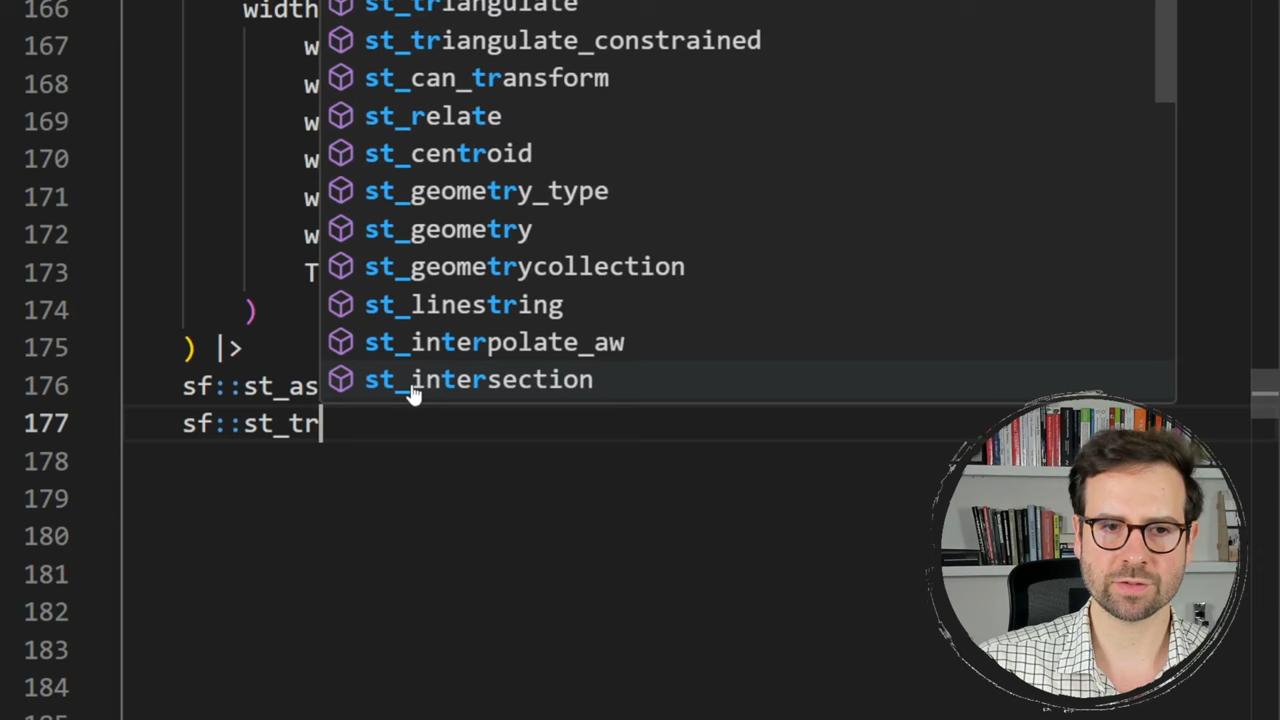 166 width
st_triangulate
167 w
st_triangulate_constrained
168 w
st_can_transform
169 w
st_relate
170 w
st_centroid
171 w
st_geometry_type
172 w
st_geometry
173 T
st_geometrycollection
174 )
st_linestring
175 ) |>
st_interpolate_aw
176 sf::st_as
st_intersection
177 sf::st_tr
178
179
180
181
182
183
184